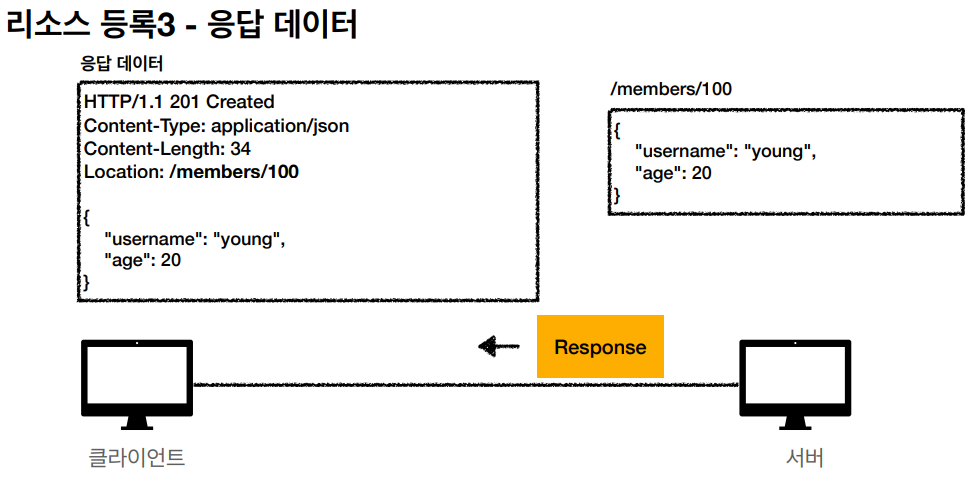 리소스 등록3 - 응답 데이터
응답 데이터
HTTP/1.1 201 Created
Content-Type: application/json
Content-Length: 34
Location: /members/100
{
"username": "young",
"age": 20
}
/members/100
{
"username": "young",
"age": 20
}
Response
클라이언트
서버